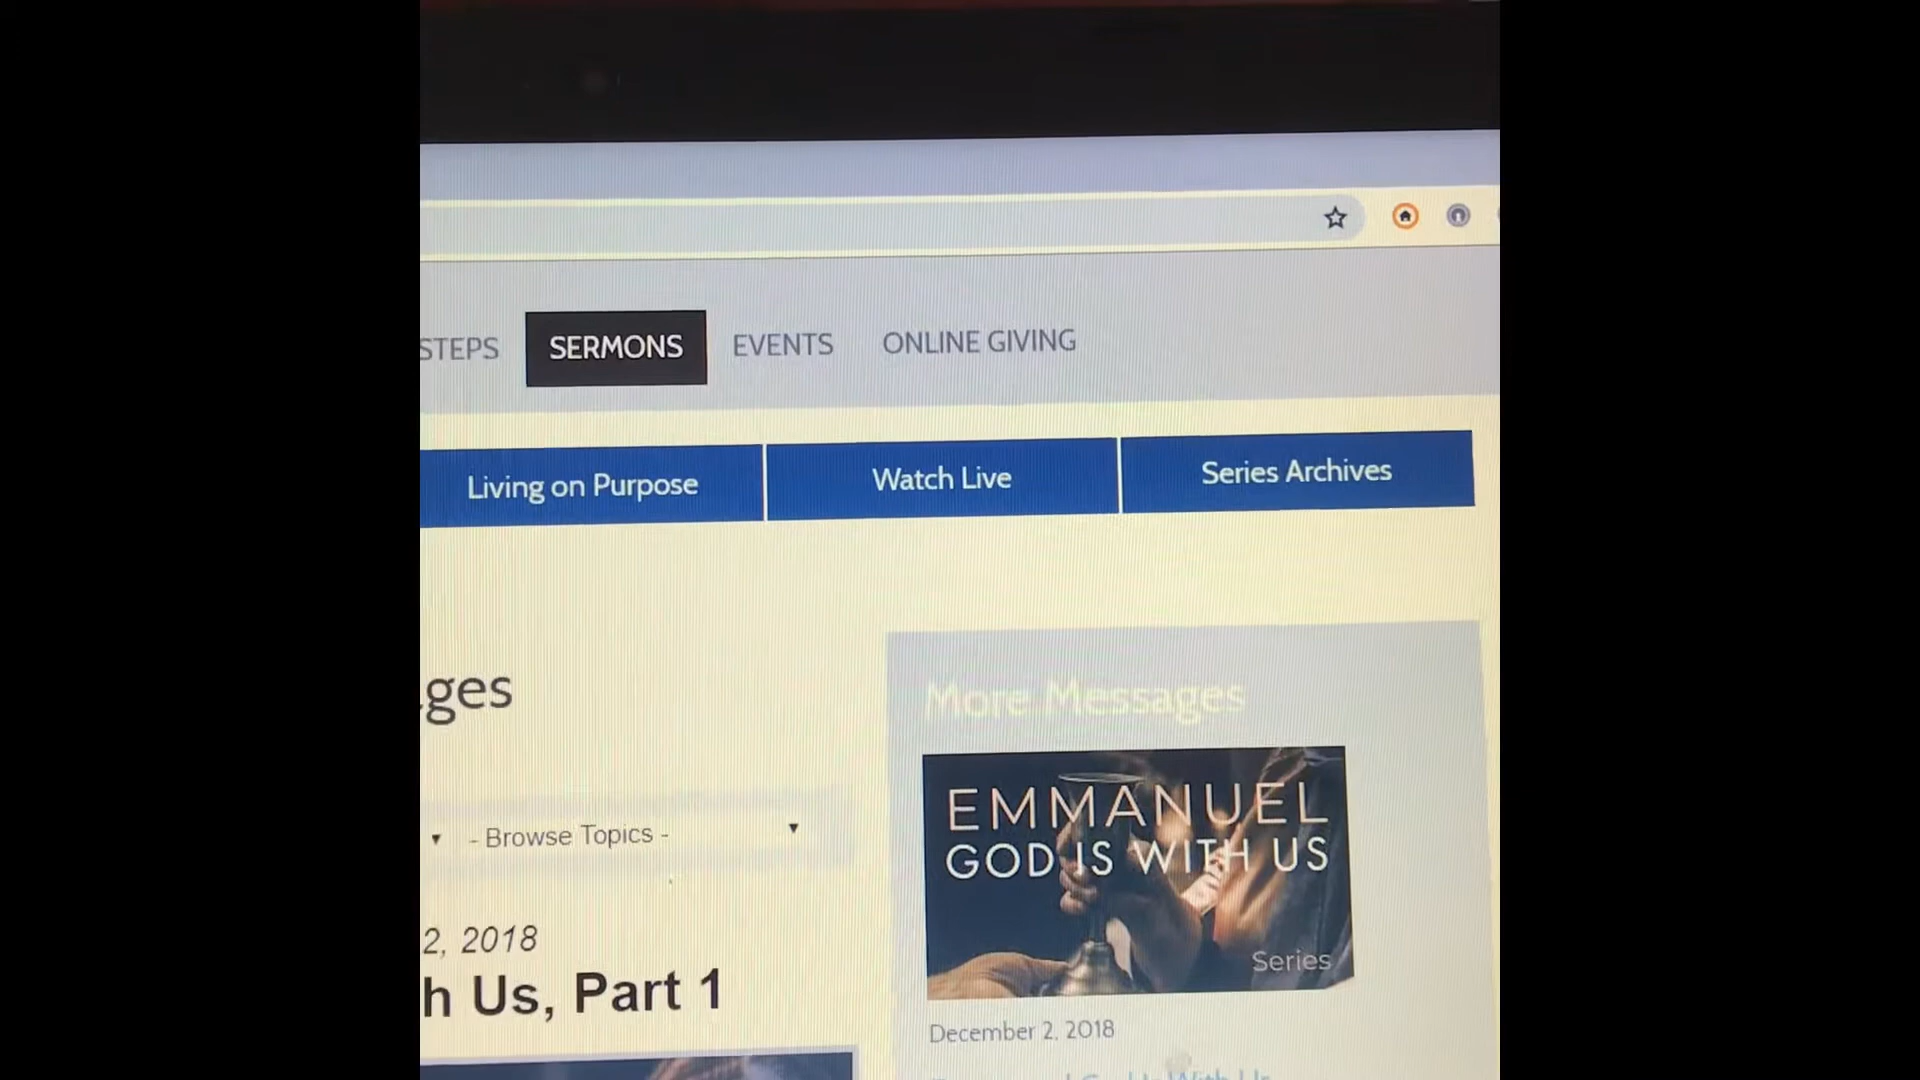 STEPS SERMONS EVENTS ONLINE GIVING
Living on Purpose Watch Live Series Archives
ges
- Browse Topics -
2, 2018
h Us, Part 1
More Messages
EMMANUEL
GOD IS WITH US
Series
December 2, 2018